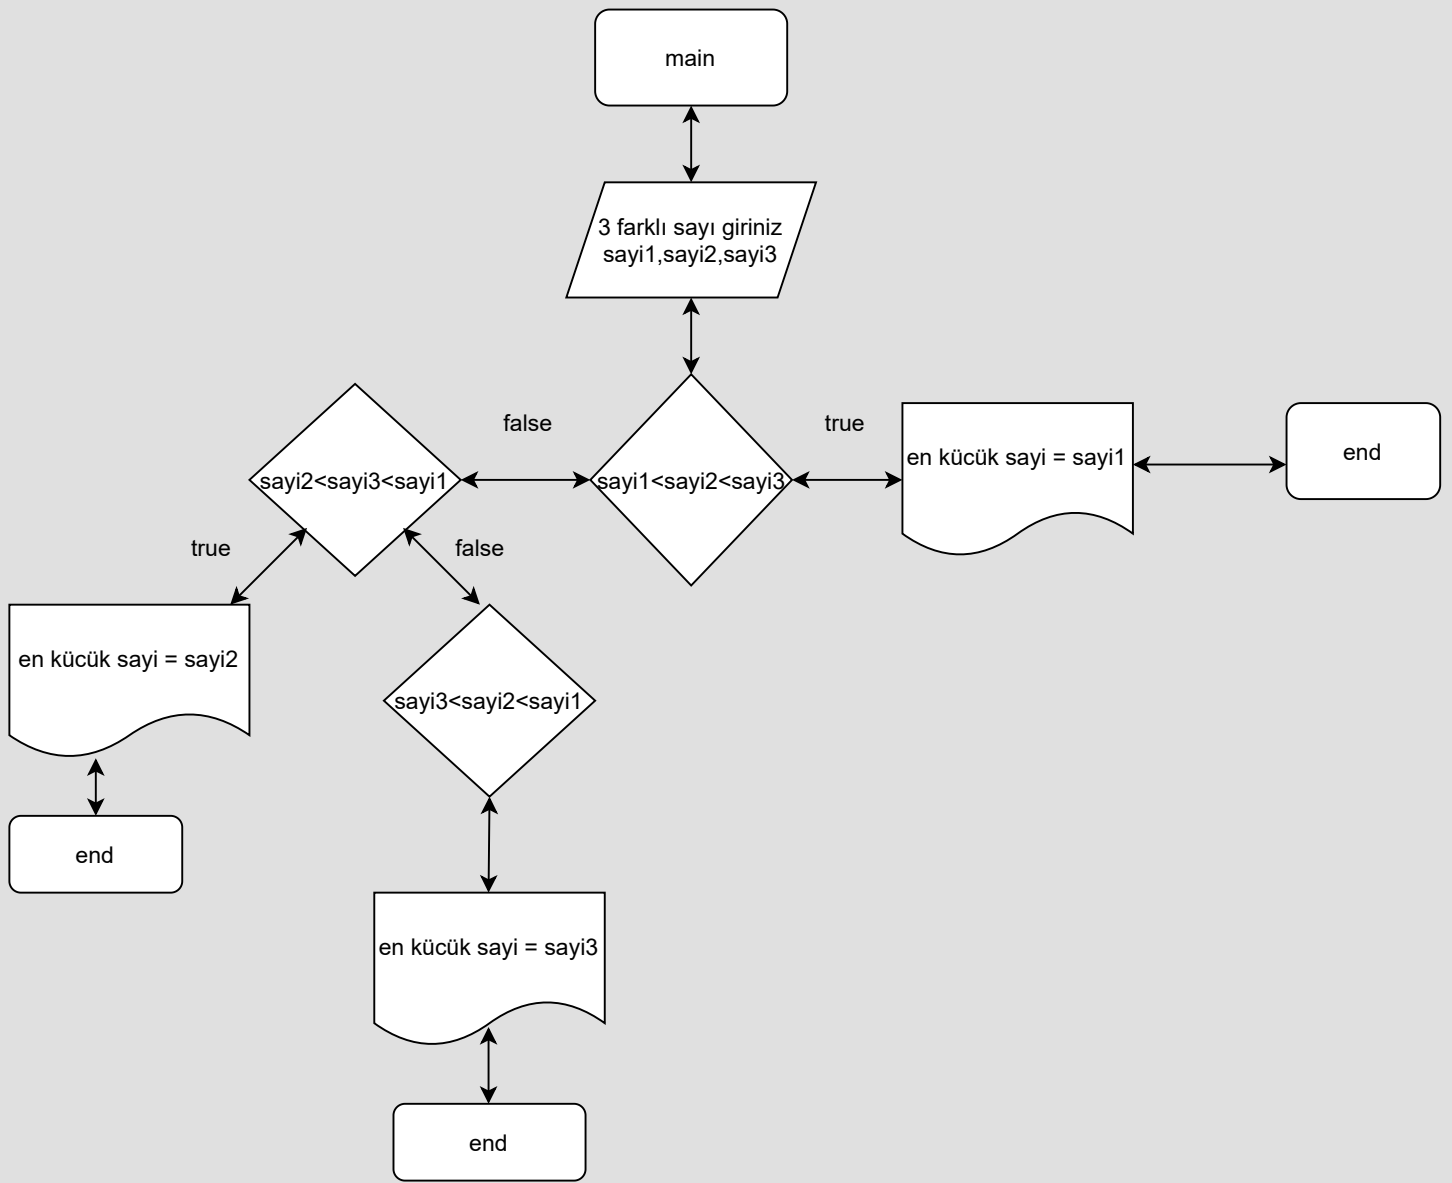 main
3 farklı sayı giriniz
sayi1,sayi2,sayi3
false
true
sayi2<sayi3<sayi1
sayi1<sayi2<sayi3
en kücük sayi = sayi1
end
true
false
en kücük sayi = sayi2
sayi3<sayi2<sayi1
end
en kücük sayi = sayi3
end